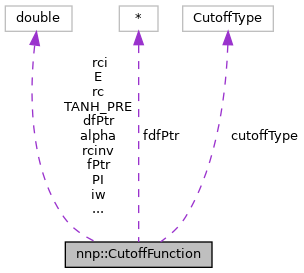 double
*
CutoffType
rci
E
rc
TANH_PRE
dfPtr
alpha
rcinv
fPtr
PI
iw
...
fdfPtr
cutoffType
nnp::CutoffFunction